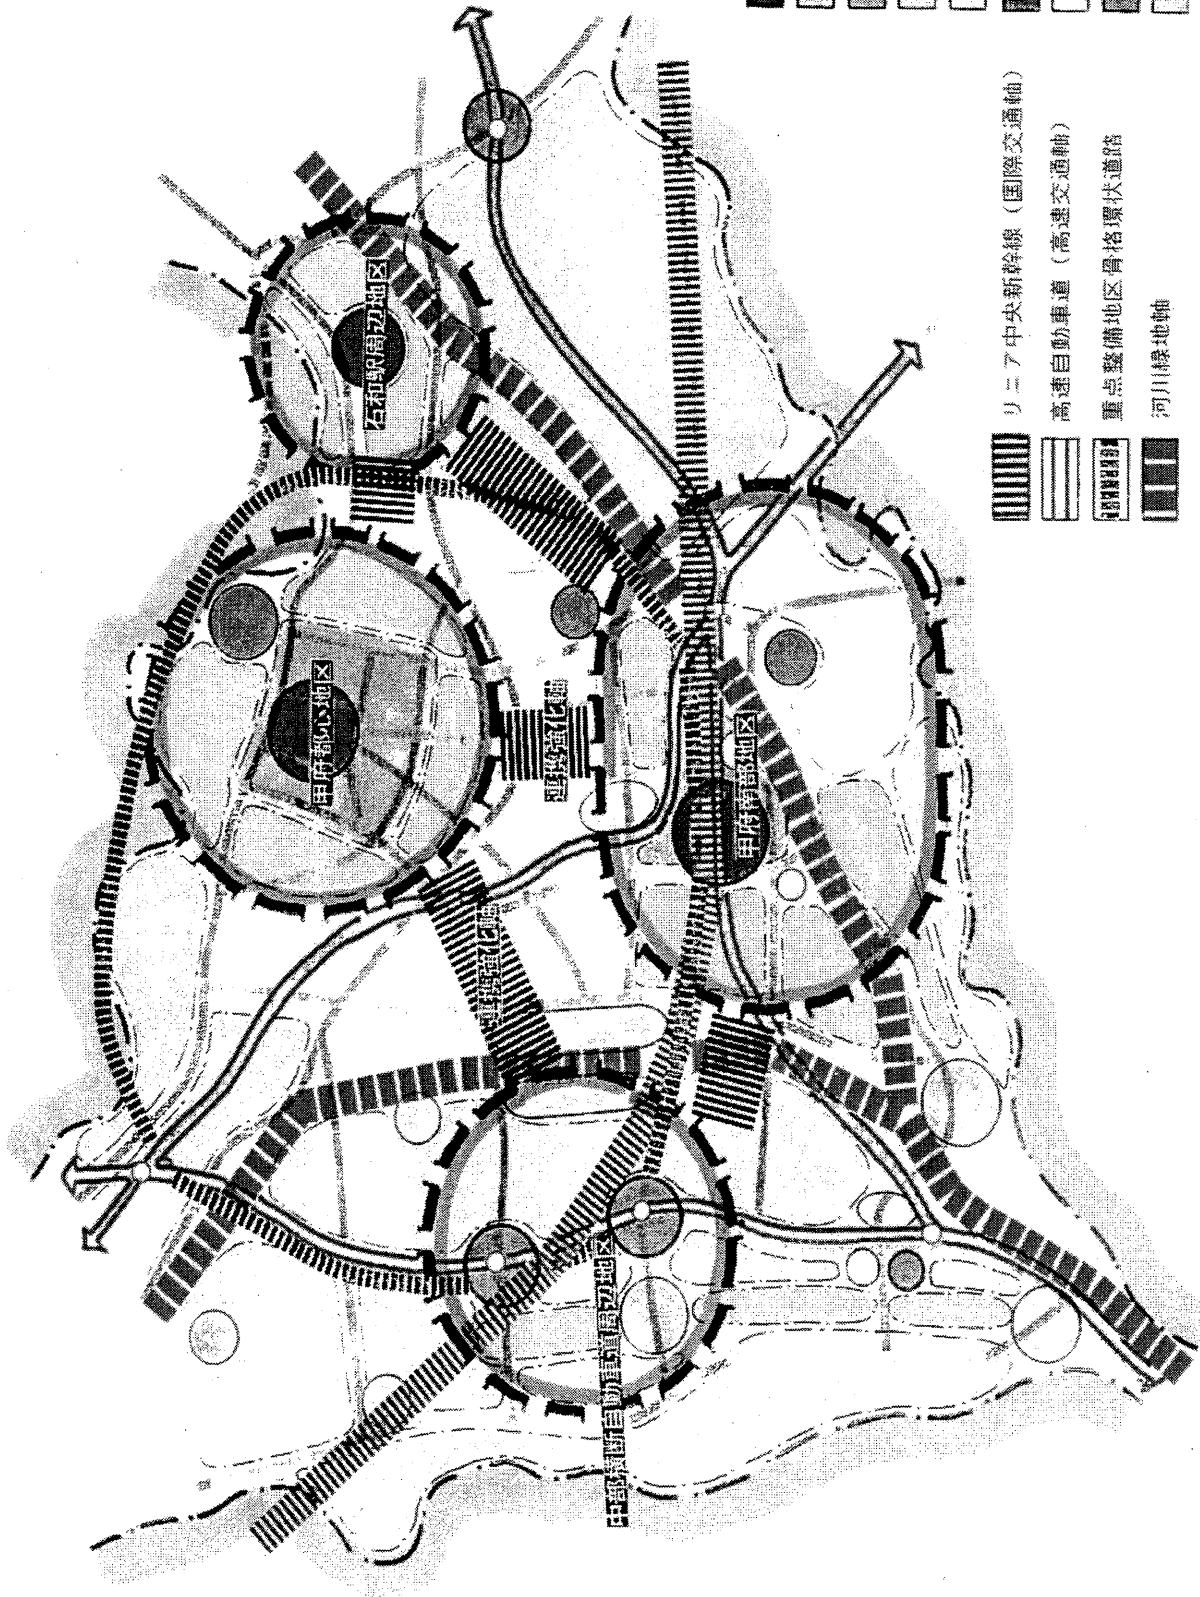 石和駅周辺地区
甲府都心地区
連携強化軸
甲府南部地区
連携強化軸
中部横断自動車道周辺地区
リニア中央新幹線（国際交通軸）
高速自動車道（高速交通軸）
重点整備地区骨格環状道路
河川緑地軸